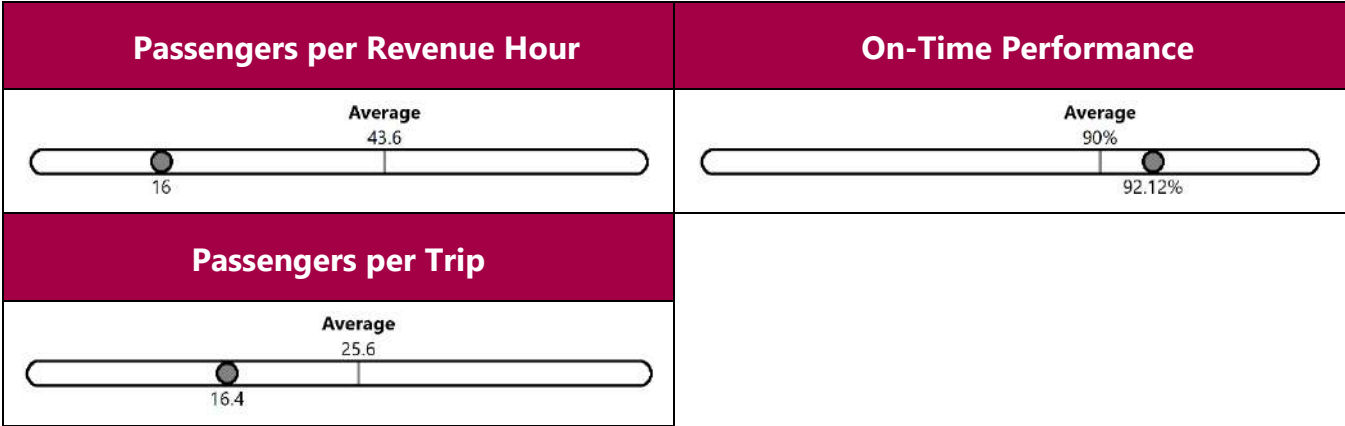 Passengers per Revenue Hour
On-Time Performance
Average
43.6
16
Average
90%
92.12%
Passengers per Trip
Average
25.6
16.4